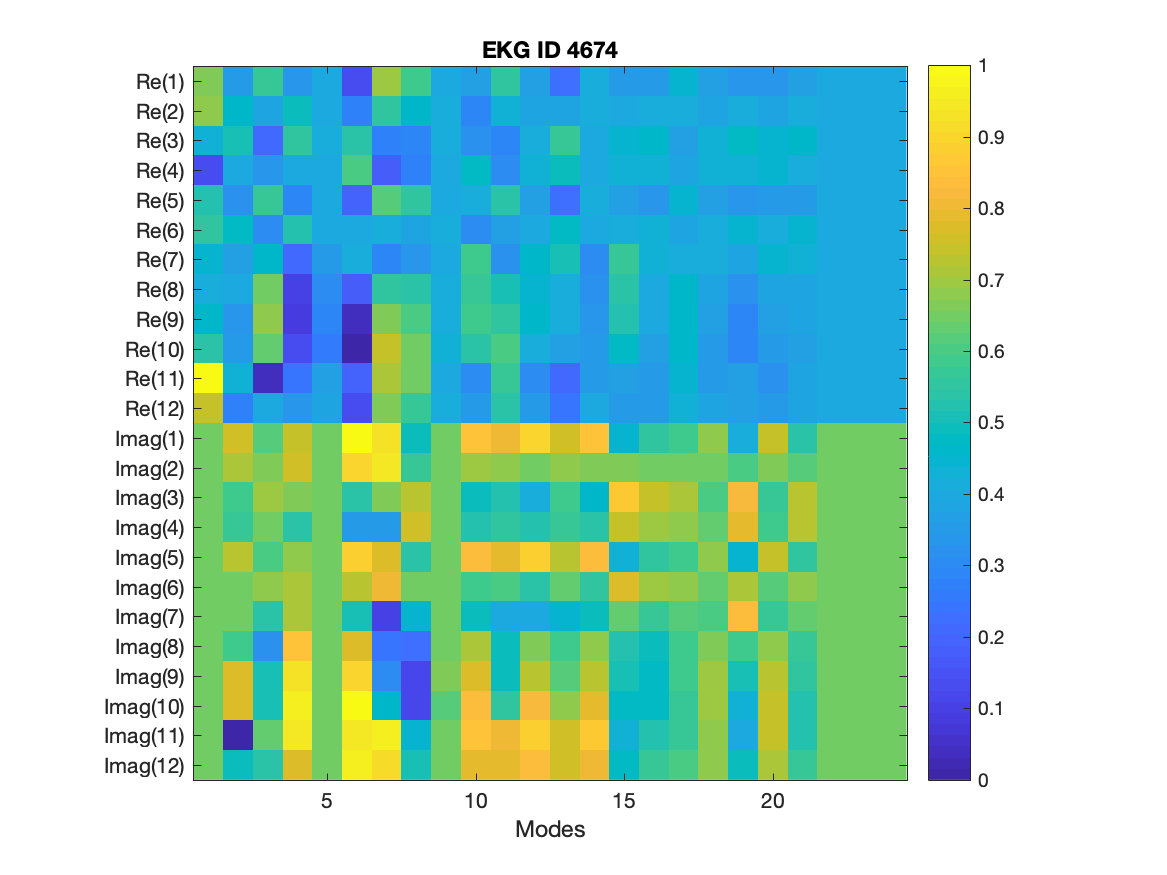 EKG ID 4674
Re(1)
Re(2)
Re(3)
Re(4)
Re(5)
Re(6)
Re(7)
Re(8)
Re(9)
Re(10)
Re(11)
Re(12)
Imag(1)
Imag(2)
Imag(3)
Imag(4)
Imag(5)
Imag(6)
Imag(7)
Imag(8)
Imag(9)
Imag(10)
Imag(11)
Imag(12)
5 10 15 20
Modes
1
0.9
0.8
0.7
0.6
0.5
0.4
0.3
0.2
0.1
0